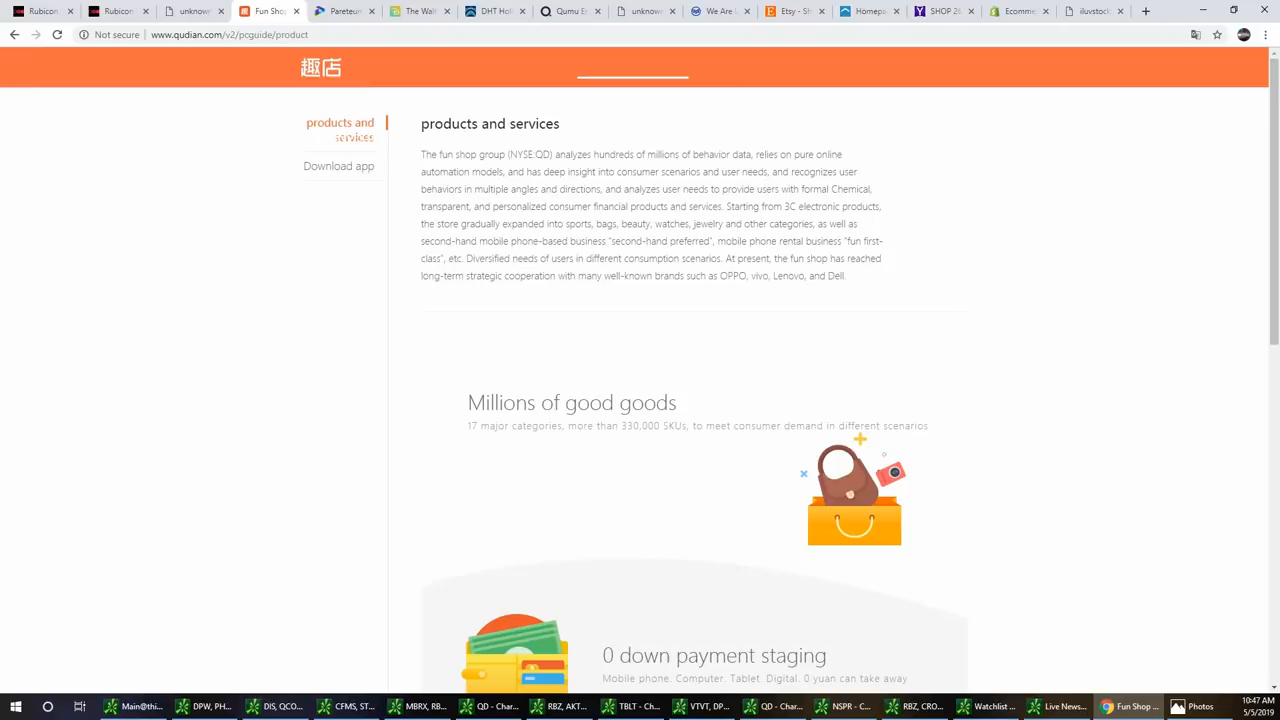 Rubicon
Rubicon
unknown
Fun Shop
Pareteum
The Walt
DHT Holi
Qumu E
unknown
We Are
Etsy - Sh
Homepa
SHOP 26
Ecomme
iluvstock
Not secure
www.qudian.com/v2/pcguide/product
趣店
products and
services
Download app
products and services
The fun shop group (NYSE:QD) analyzes hundreds of millions of behavior data, relies on pure online
automation models, and has deep insight into consumer scenarios and user needs, and recognizes user
behaviors in multiple angles and directions, and analyzes user needs to provide users with formal Chemical,
transparent, and personalized consumer financial products and services. Starting from 3C electronic products,
the store gradually expanded into sports, bags, beauty, watches, jewelry and other categories, as well as
second-hand mobile phone-based business "second-hand preferred", mobile phone rental business "fun first-
class", etc. Diversified needs of users in different consumption scenarios. At present, the fun shop has reached
long-term strategic cooperation with many well-known brands such as OPPO, vivo, Lenovo, and Dell.
Millions of good goods
17 major categories, more than 330,000 SKUs, to meet consumer demand in different scenarios
0 down payment staging
Mobile phone. Computer. Tablet. Digital. 0 yuan can take away
Main@thi...
DPW, PH...
DIS, QCO...
CFMS, ST...
MBRX, RB...
QD - Char...
RBZ, AKT...
TBLT - Ch...
VTVT, DP...
QD - Char...
NSPR - C...
RBZ, CRO...
Watchlist ...
Live News...
Fun Shop ...
Photos
10:47 AM
5/5/2019